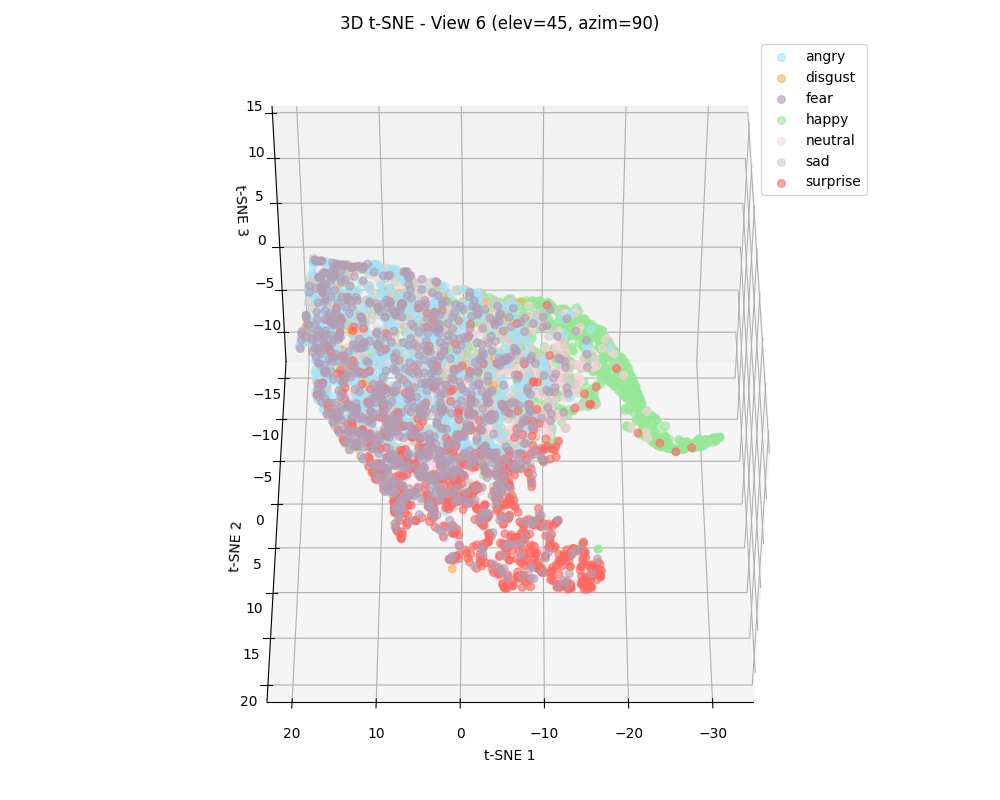 3D t-SNE - View 6 (elev=45, azim=90)
angry
disgust
fear
happy
neutral
sad
surprise
15
10
5
0
−5
−10
−15
t-SNE 3
−10
−5
0
5
10
15
20
t-SNE 2
20
10
0
−10
−20
−30
t-SNE 1